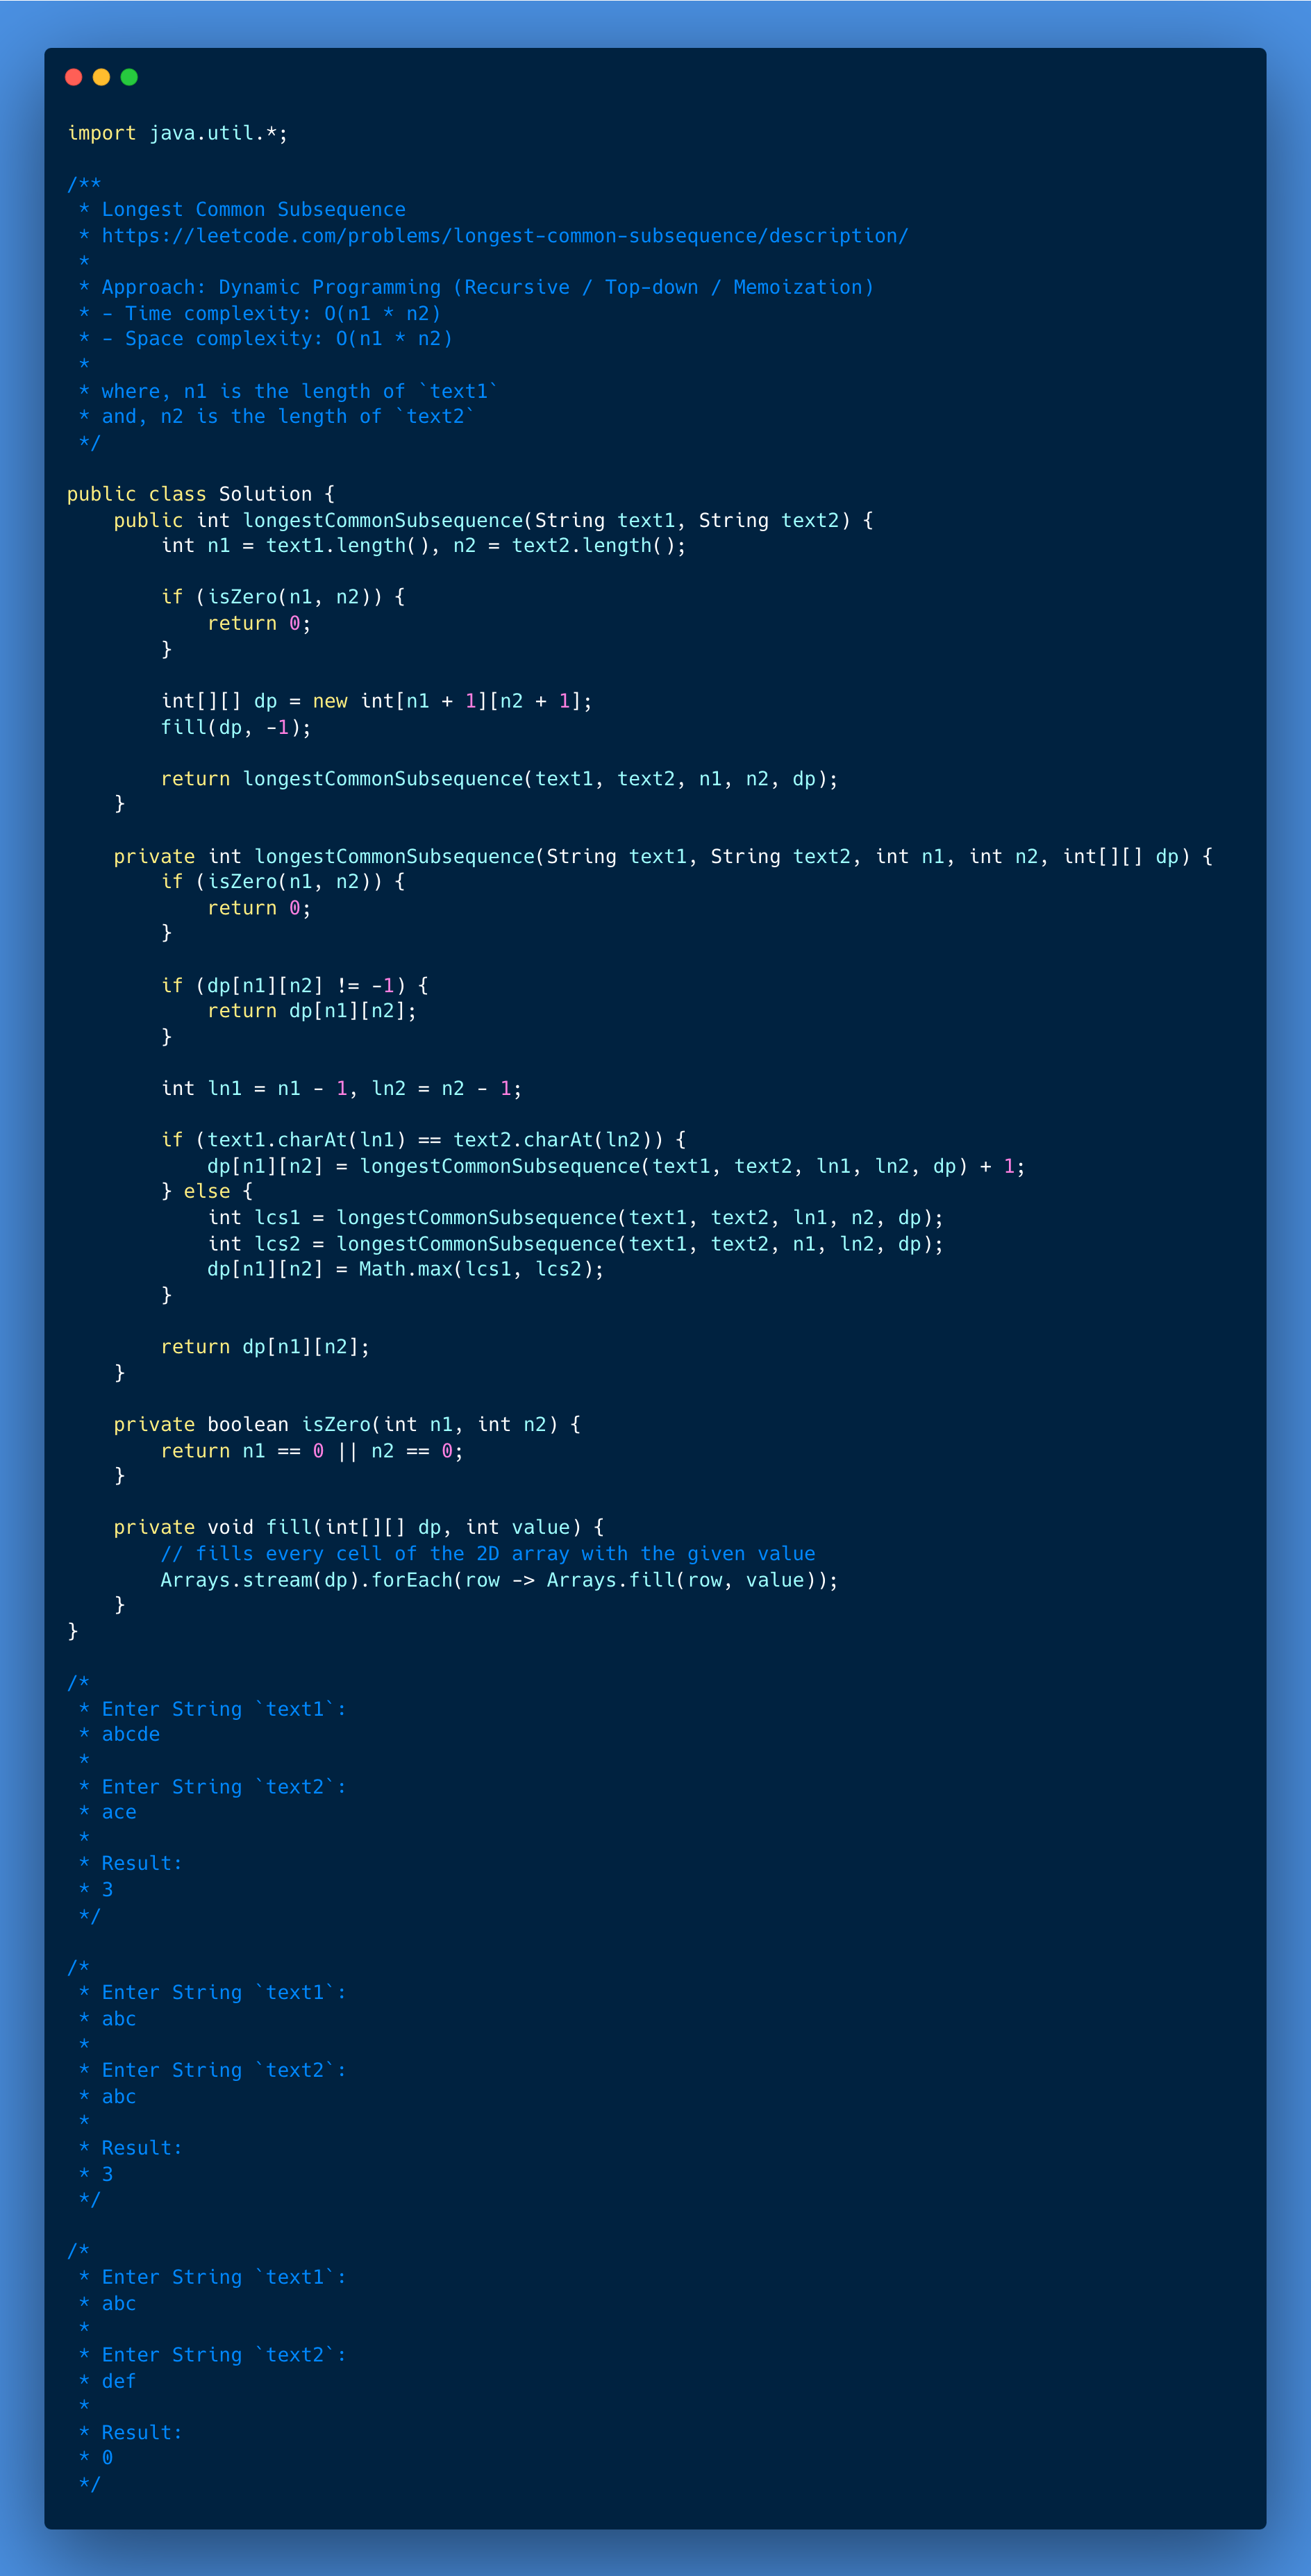 import java.util.*;

/**
 * Longest Common Subsequence
 * https://leetcode.com/problems/longest-common-subsequence/description/
 *
 * Approach: Dynamic Programming (Recursive / Top-down / Memoization)
 * - Time complexity: O(n1 * n2)
 * - Space complexity: O(n1 * n2)
 *
 * where, n1 is the length of `text1`
 * and, n2 is the length of `text2`
 */

public class Solution {
    public int longestCommonSubsequence(String text1, String text2) {
        int n1 = text1.length(), n2 = text2.length();

        if (isZero(n1, n2)) {
            return 0;
        }

        int[][] dp = new int[n1 + 1][n2 + 1];
        fill(dp, -1);

        return longestCommonSubsequence(text1, text2, n1, n2, dp);
    }

    private int longestCommonSubsequence(String text1, String text2, int n1, int n2, int[][] dp) {
        if (isZero(n1, n2)) {
            return 0;
        }

        if (dp[n1][n2] != -1) {
            return dp[n1][n2];
        }

        int ln1 = n1 - 1, ln2 = n2 - 1;

        if (text1.charAt(ln1) == text2.charAt(ln2)) {
            dp[n1][n2] = longestCommonSubsequence(text1, text2, ln1, ln2, dp) + 1;
        } else {
            int lcs1 = longestCommonSubsequence(text1, text2, ln1, n2, dp);
            int lcs2 = longestCommonSubsequence(text1, text2, n1, ln2, dp);
            dp[n1][n2] = Math.max(lcs1, lcs2);
        }

        return dp[n1][n2];
    }

    private boolean isZero(int n1, int n2) {
        return n1 == 0 || n2 == 0;
    }

    private void fill(int[][] dp, int value) {
        // fills every cell of the 2D array with the given value
        Arrays.stream(dp).forEach(row -> Arrays.fill(row, value));
    }
}

/*
 * Enter String `text1`:
 * abcde
 *
 * Enter String `text2`:
 * ace
 *
 * Result:
 * 3
 */

/*
 * Enter String `text1`:
 * abc
 *
 * Enter String `text2`:
 * abc
 *
 * Result:
 * 3
 */

/*
 * Enter String `text1`:
 * abc
 *
 * Enter String `text2`:
 * def
 *
 * Result:
 * 0
 */